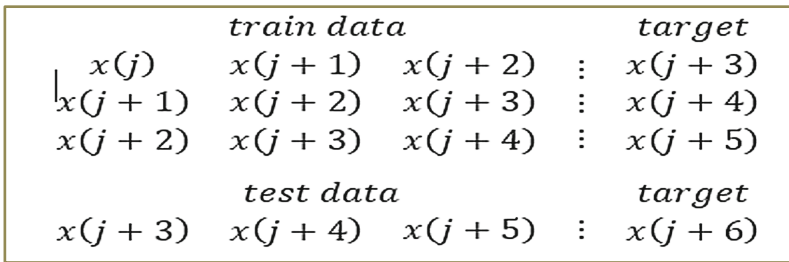 train data target
x(j) x(j + 1) x(j + 2) ⋮ x(j + 3)
x(j + 1) x(j + 2) x(j + 3) ⋮ x(j + 4)
x(j + 2) x(j + 3) x(j + 4) ⋮ x(j + 5)
test data target
x(j + 3) x(j + 4) x(j + 5) ⋮ x(j + 6)